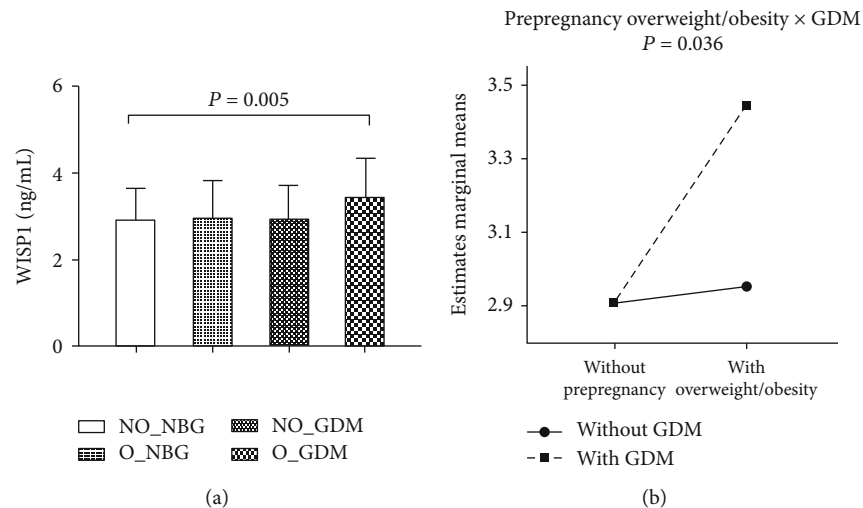 6
4
2
0
WISP1 (ng/mL)
P = 0.005
NO_NBG
NO_GDM
O_NBG
O_GDM
(a)
Prepregnancy overweight/obesity × GDM
P = 0.036
3.5
3.3
3.1
2.9
Estimates marginal means
Without
prepregnancy
With
overweight/obesity
Without GDM
With GDM
(b)